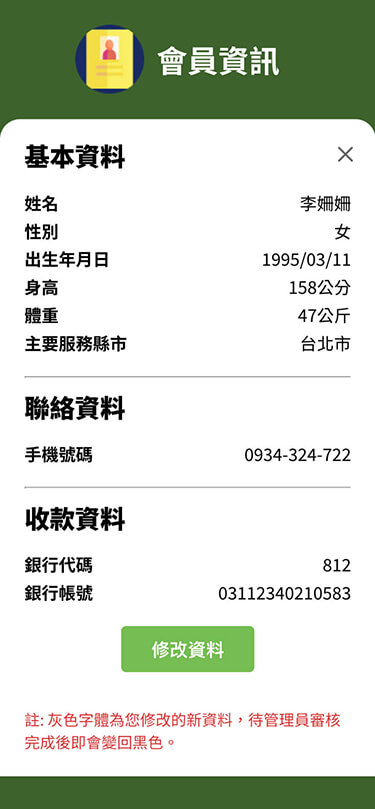 會員資訊
基本資料
姓名 李姍姍
性別 女
出生年月日 1995/03/11
身高 158公分
體重 47公斤
主要服務縣市 台北市
聯絡資料
手機號碼 0934-324-722
收款資料
銀行代碼 812
銀行帳號 03112340210583
修改資料
註: 灰色字體為您修改的新資料，待管理員審核
完成後即會變回黑色。